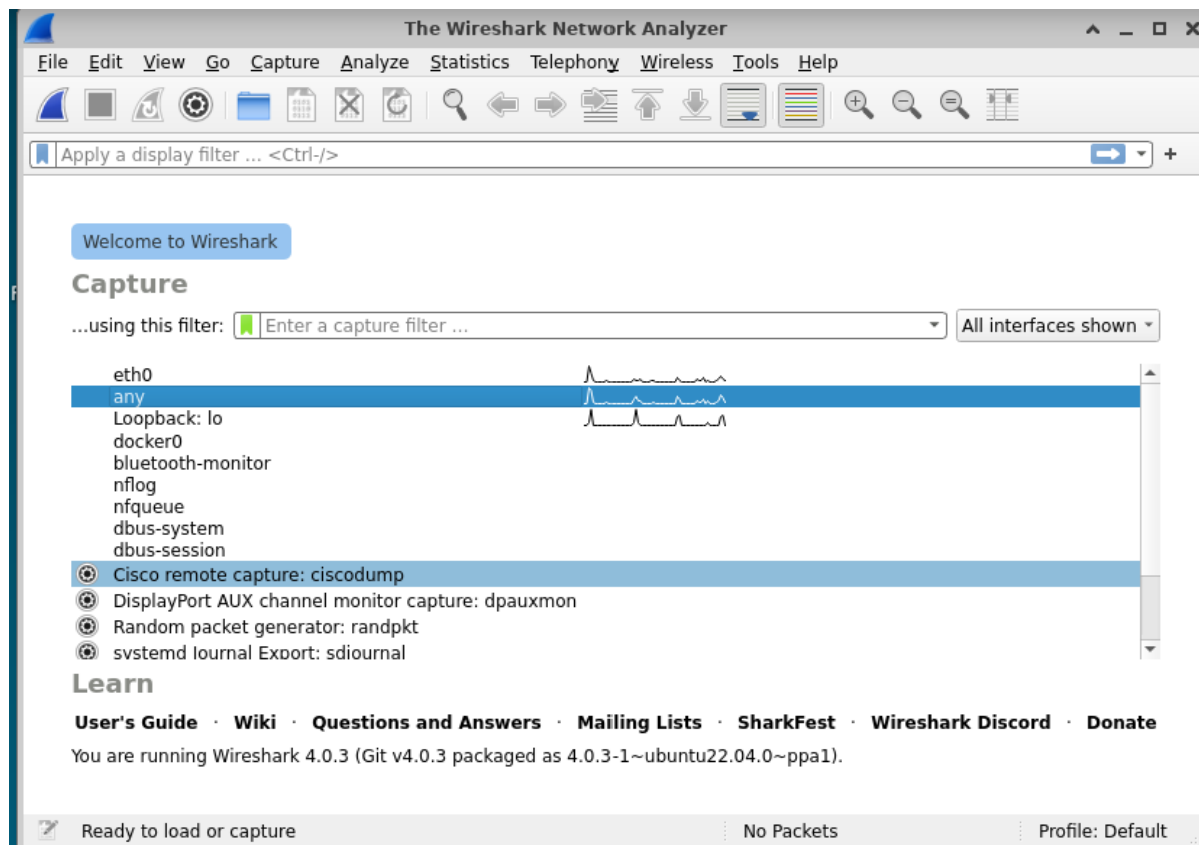 The Wireshark Network Analyzer
File Edit View Go Capture Analyze Statistics Telephony Wireless Tools Help
Apply a display filter ... <Ctrl-/>
+
Welcome to Wireshark
Capture
...using this filter: Enter a capture filter ... All interfaces shown
eth0
any
Loopback: lo
docker0
bluetooth-monitor
nflog
nfqueue
dbus-system
dbus-session
Cisco remote capture: ciscodump
DisplayPort AUX channel monitor capture: dpauxmon
Random packet generator: randpkt
systemd Journal Export: sdjournal
Learn
User's Guide · Wiki · Questions and Answers · Mailing Lists · SharkFest · Wireshark Discord · Donate
You are running Wireshark 4.0.3 (Git v4.0.3 packaged as 4.0.3-1~ubuntu22.04.0~ppa1).
Ready to load or capture No Packets Profile: Default